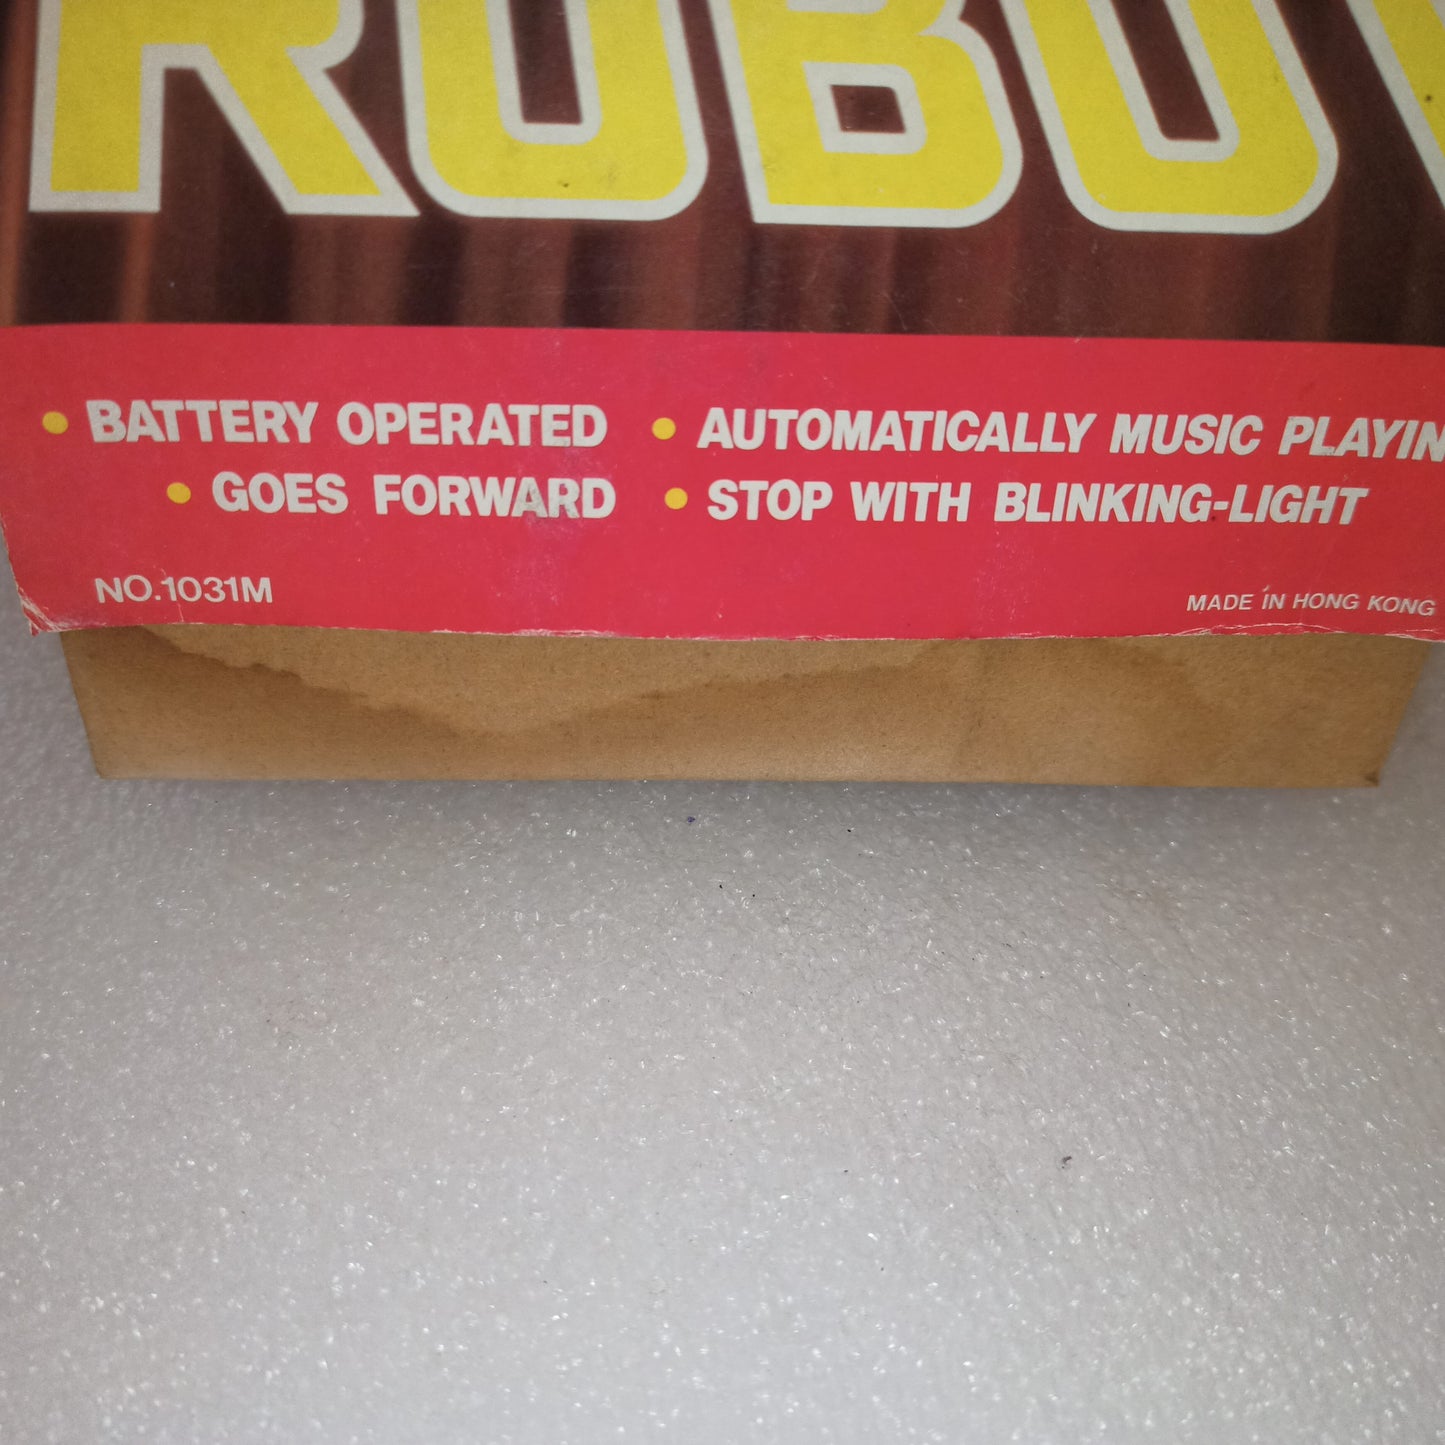 ROBO
• BATTERY OPERATED • AUTOMATICALLY MUSIC PLAYIN
• GOES FORWARD • STOP WITH BLINKING-LIGHT
NO.1031M
MADE IN HONG KONG